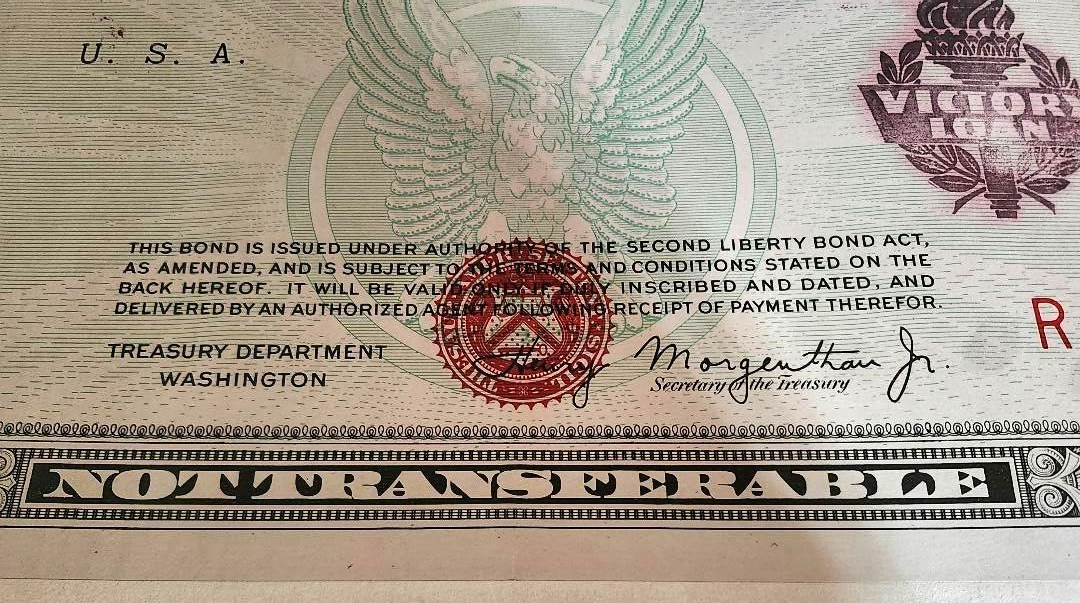 U. S. A.
VICTORY
LOAN
THIS BOND IS ISSUED UNDER AUTHORITY OF THE SECOND LIBERTY BOND ACT,
AS AMENDED, AND IS SUBJECT TO THE TERMS AND CONDITIONS STATED ON THE
BACK HEREOF. IT WILL BE VALID ONLY IF DULY INSCRIBED AND DATED, AND
DELIVERED BY AN AUTHORIZED AGENT FOLLOWING RECEIPT OF PAYMENT THEREFOR.
R
TREASURY DEPARTMENT
WASHINGTON
Henry Morgenthau Jr.
Secretary of the Treasury
NOT TRANSFERABLE